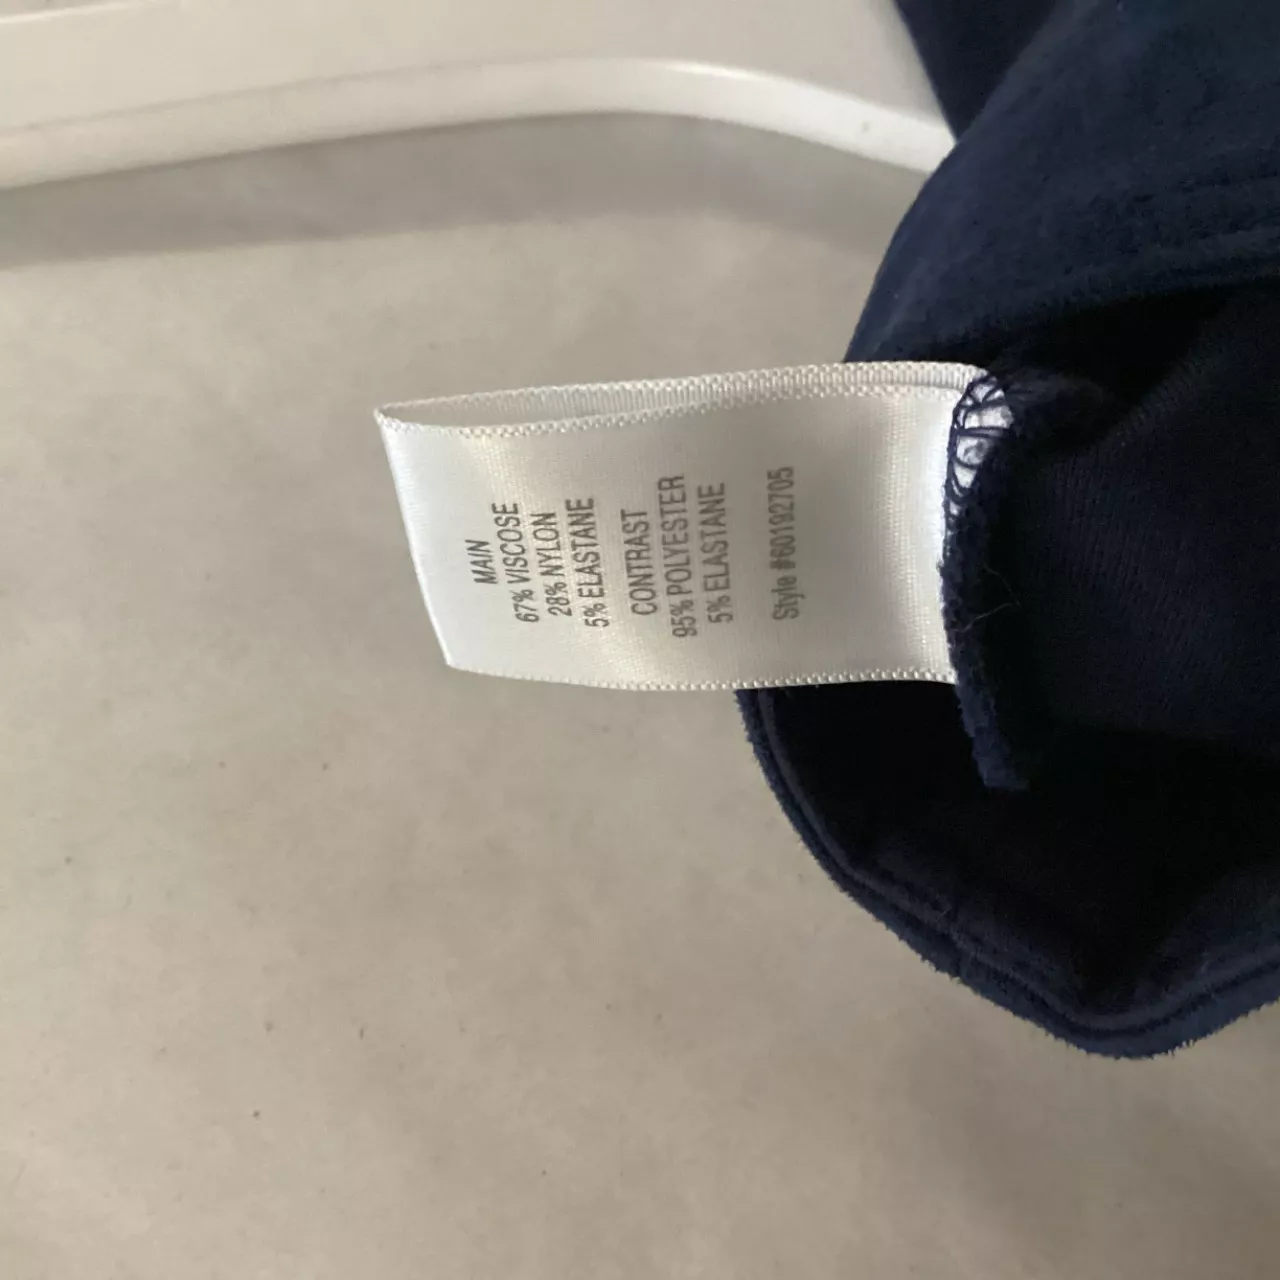 MAIN
67% VISCOSE
28% NYLON
5% ELASTANE
CONTRAST
95% POLYESTER
5% ELASTANE
Style #60192705